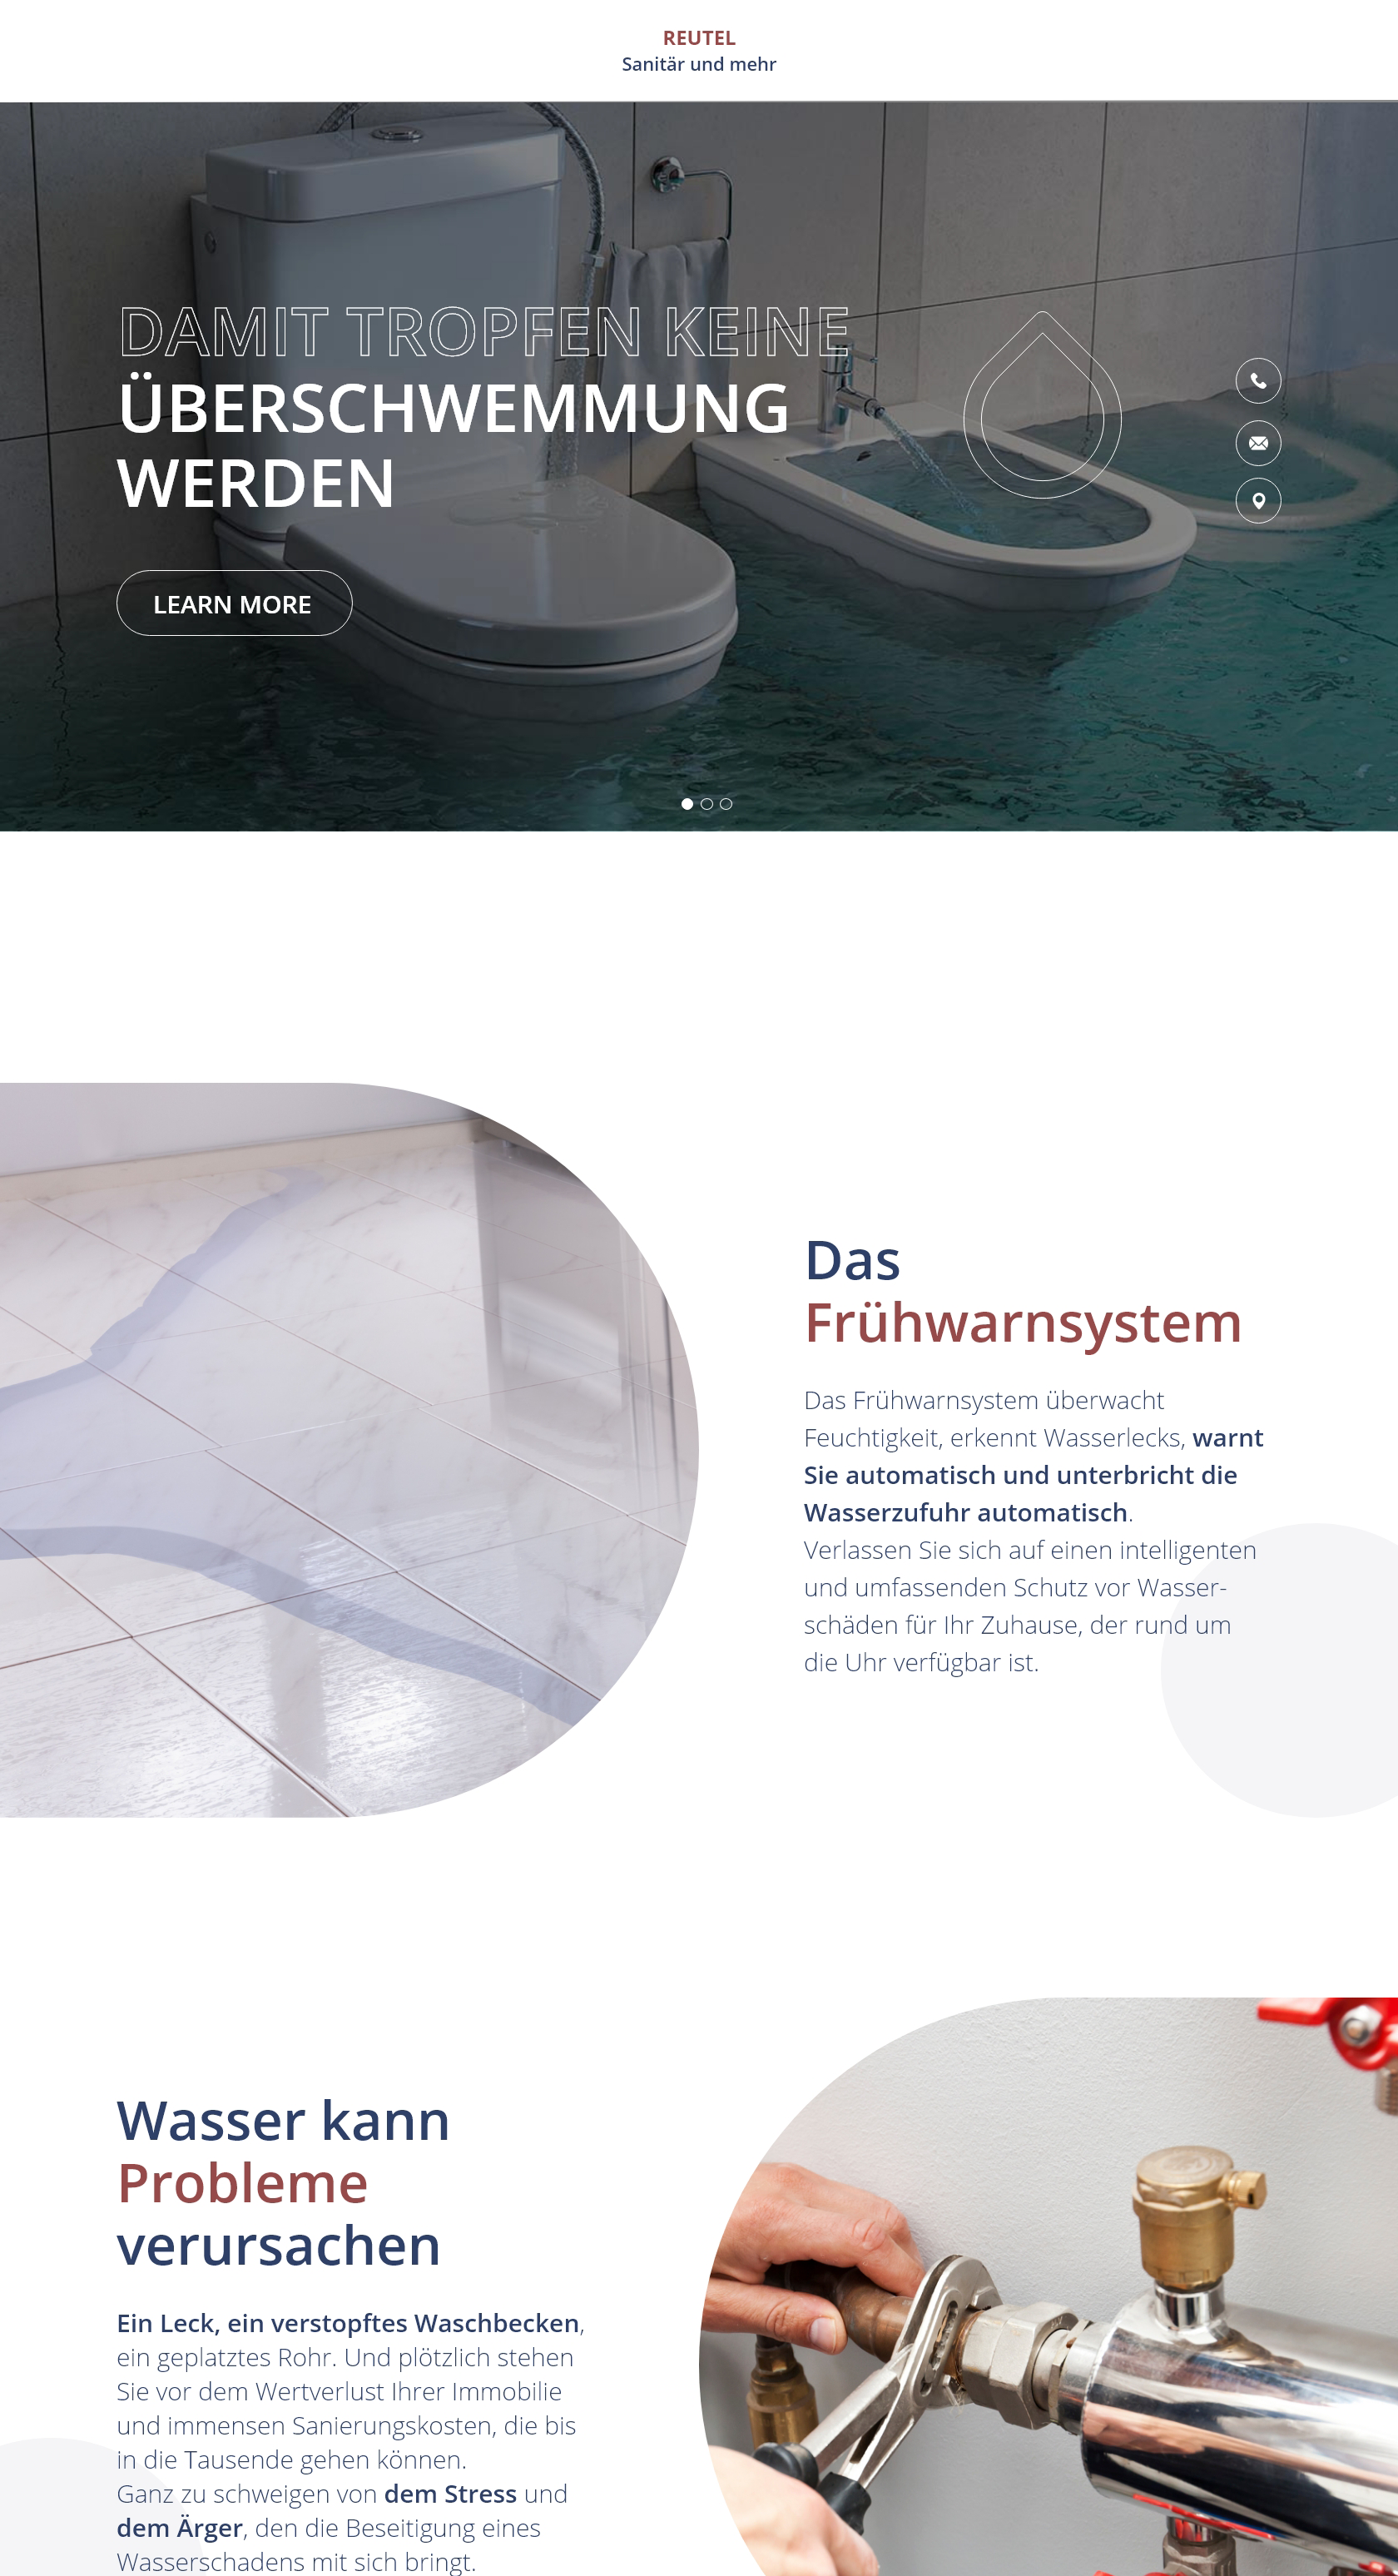 REUTEL
Sanitär und mehr
DAMIT TROPFEN KEINE
ÜBERSCHWEMMUNG
WERDEN
LEARN MORE
Das
Frühwarnsystem
Das Frühwarnsystem überwacht
Feuchtigkeit, erkennt Wasserlecks, warnt
Sie automatisch und unterbricht die
Wasserzufuhr automatisch.
Verlassen Sie sich auf einen intelligenten
und umfassenden Schutz vor Wasser-
schäden für Ihr Zuhause, der rund um
die Uhr verfügbar ist.
Wasser kann
Probleme
verursachen
Ein Leck, ein verstopftes Waschbecken,
ein geplatztes Rohr. Und plötzlich stehen
Sie vor dem Wertverlust Ihrer Immobilie
und immensen Sanierungskosten, die bis
in die Tausende gehen können.
Ganz zu schweigen von dem Stress und
dem Ärger, den die Beseitigung eines
Wasserschadens mit sich bringt.